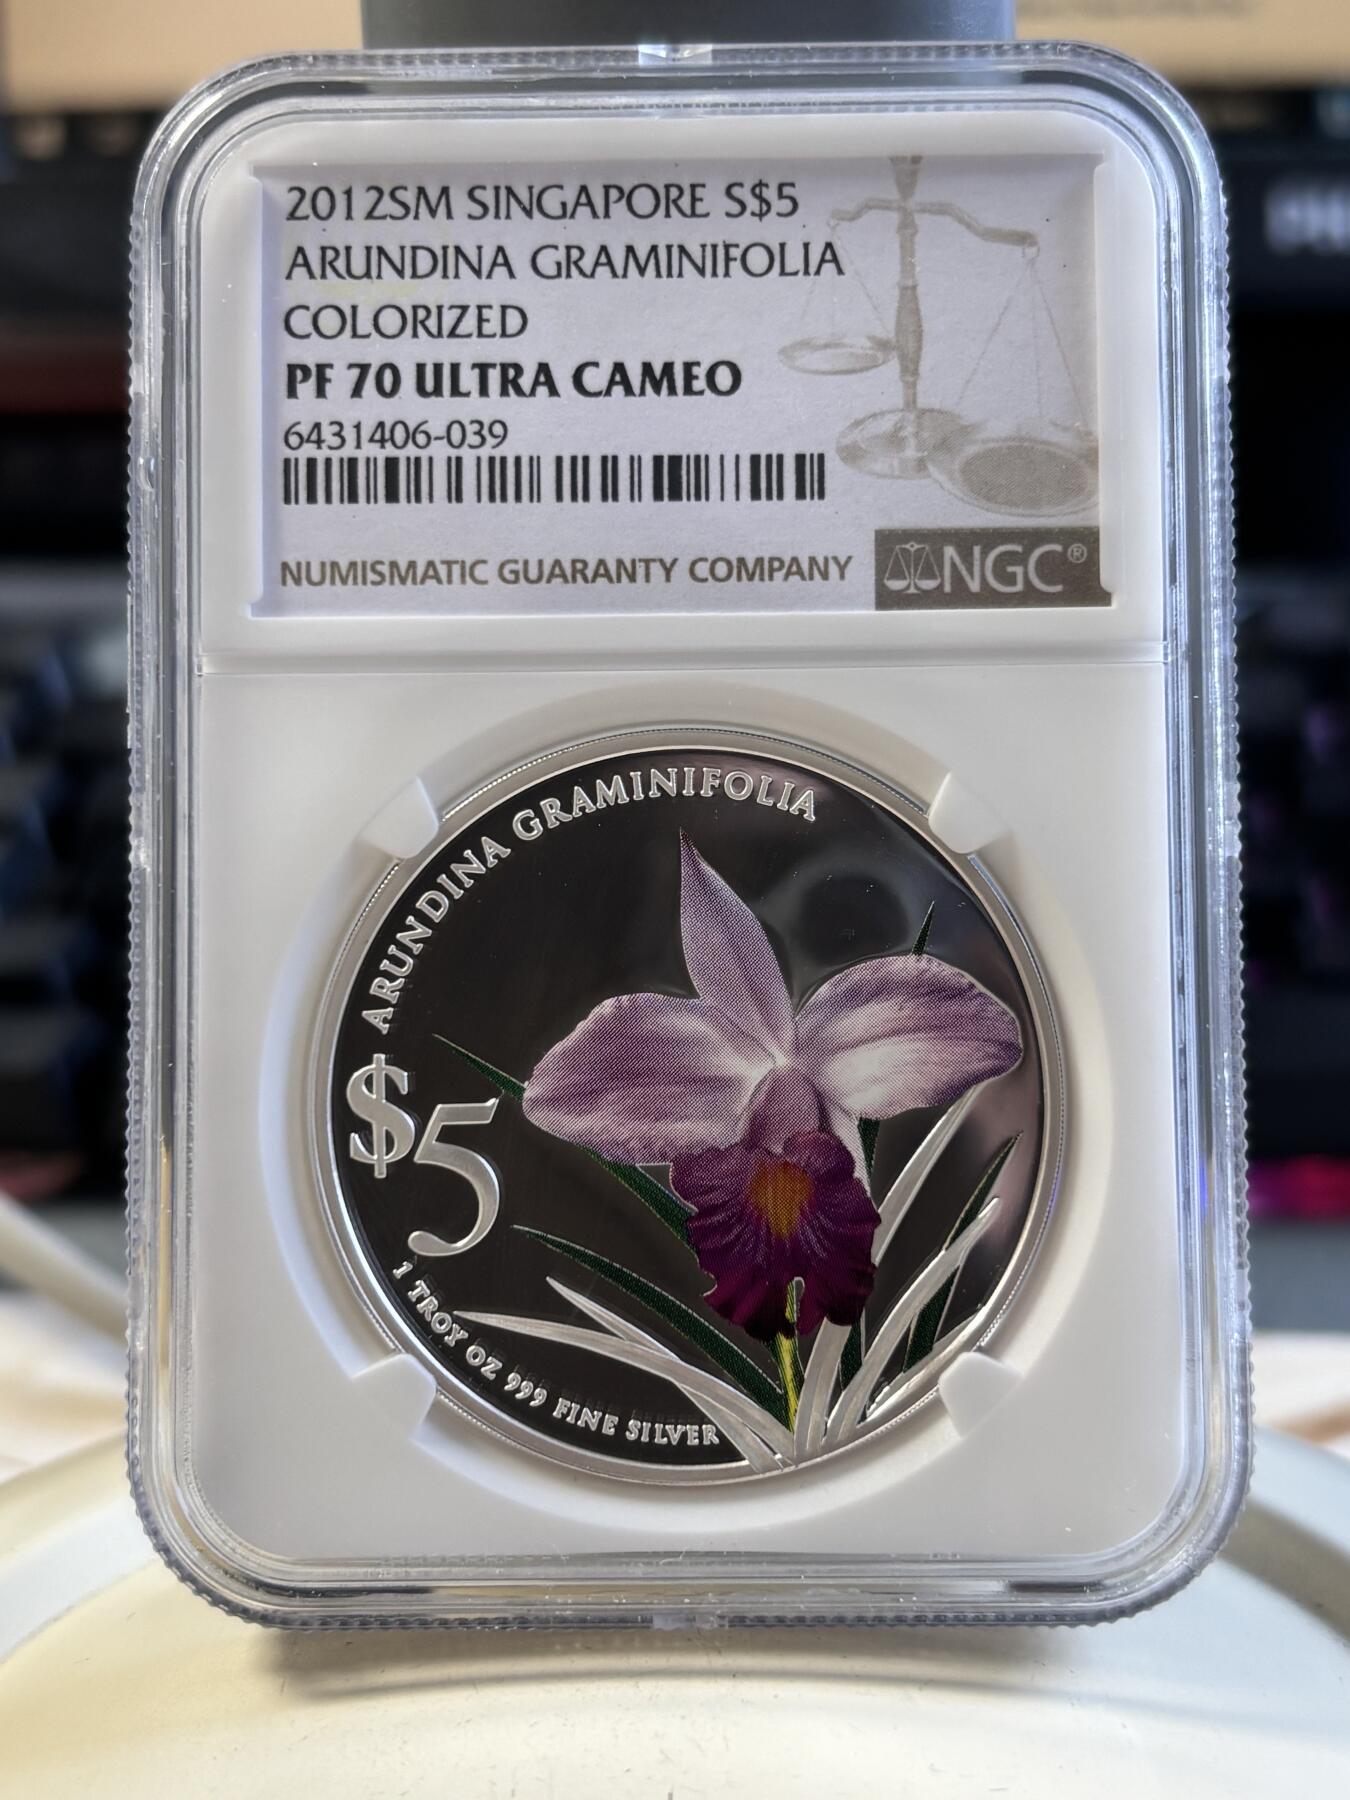 2012SM SINGAPORE S$5
ARUNDINA GRAMINIFOLIA
COLORIZED
PF 70 ULTRA CAMEO
6431406-039
NUMISMATIC GUARANTY COMPANY
NGC®
ARUNDINA GRAMINIFOLIA
$5
1 TROY OZ 999 FINE SILVER